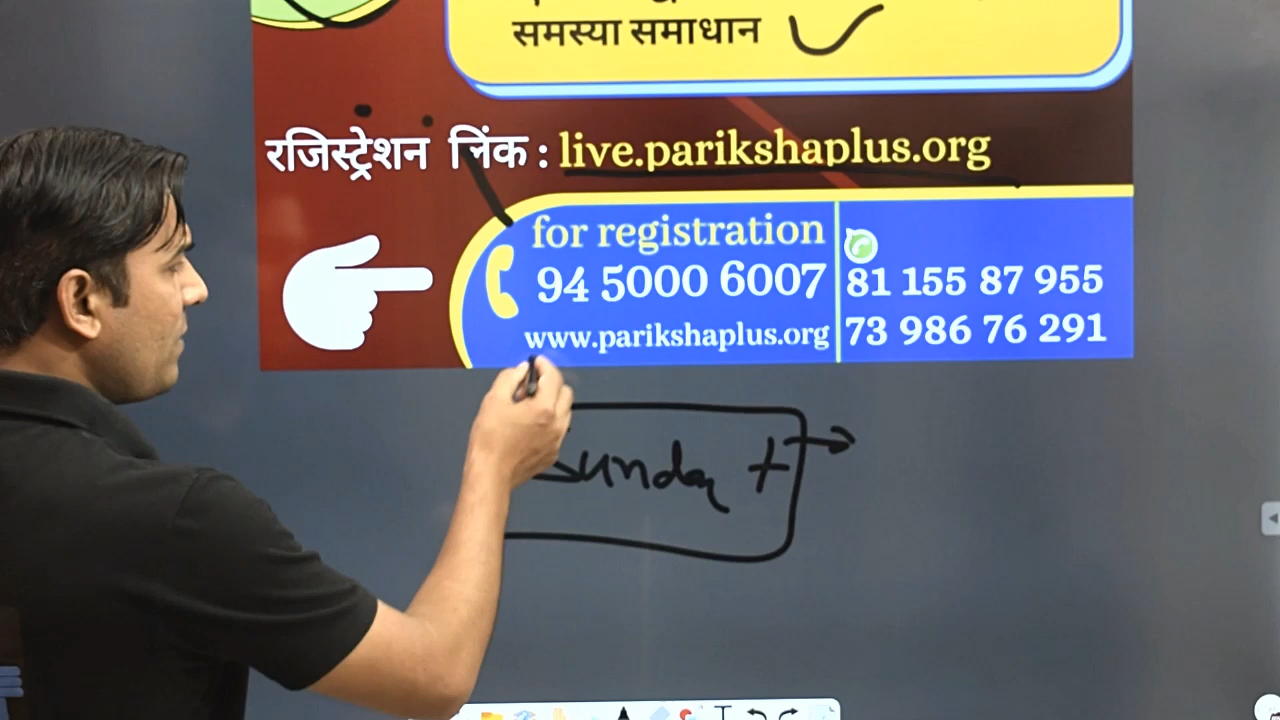 समस्या समाधान
रजिस्ट्रेशन लिंक : live.parikshaplus.org
for registration
94 5000 6007
www.parikshaplus.org
81 155 87 955
73 986 76 291
Sunday +